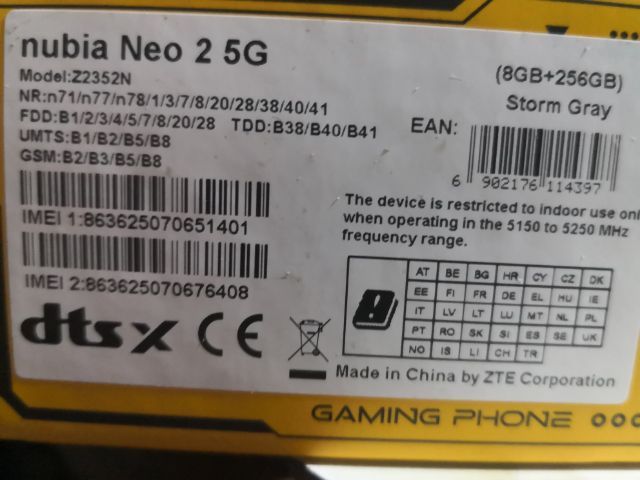 nubia Neo 2 5G
Model:Z2352N
NR:n71/n77/n78/1/3/7/8/20/28/38/40/41
FDD:B1/2/3/4/5/7/8/20/28 TDD:B38/B40/B41
UMTS:B1/B2/B5/B8
GSM:B2/B3/B5/B8
(8GB+256GB)
Storm Gray
EAN:
6 902176 114397
IMEI 1:863625070651401
IMEI 2:863625070676408
The device is restricted to indoor use onl
when operating in the 5150 to 5250 MHz
frequency range.
AT BE BG HR CY CZ DK
EE FI FR DE EL HU IE
IT LV LT LU MT NL PL
PT RO SK SI ES SE UK
NO IS LI CH TR
dts x CE
Made in China by ZTE Corporation
GAMING PHONE